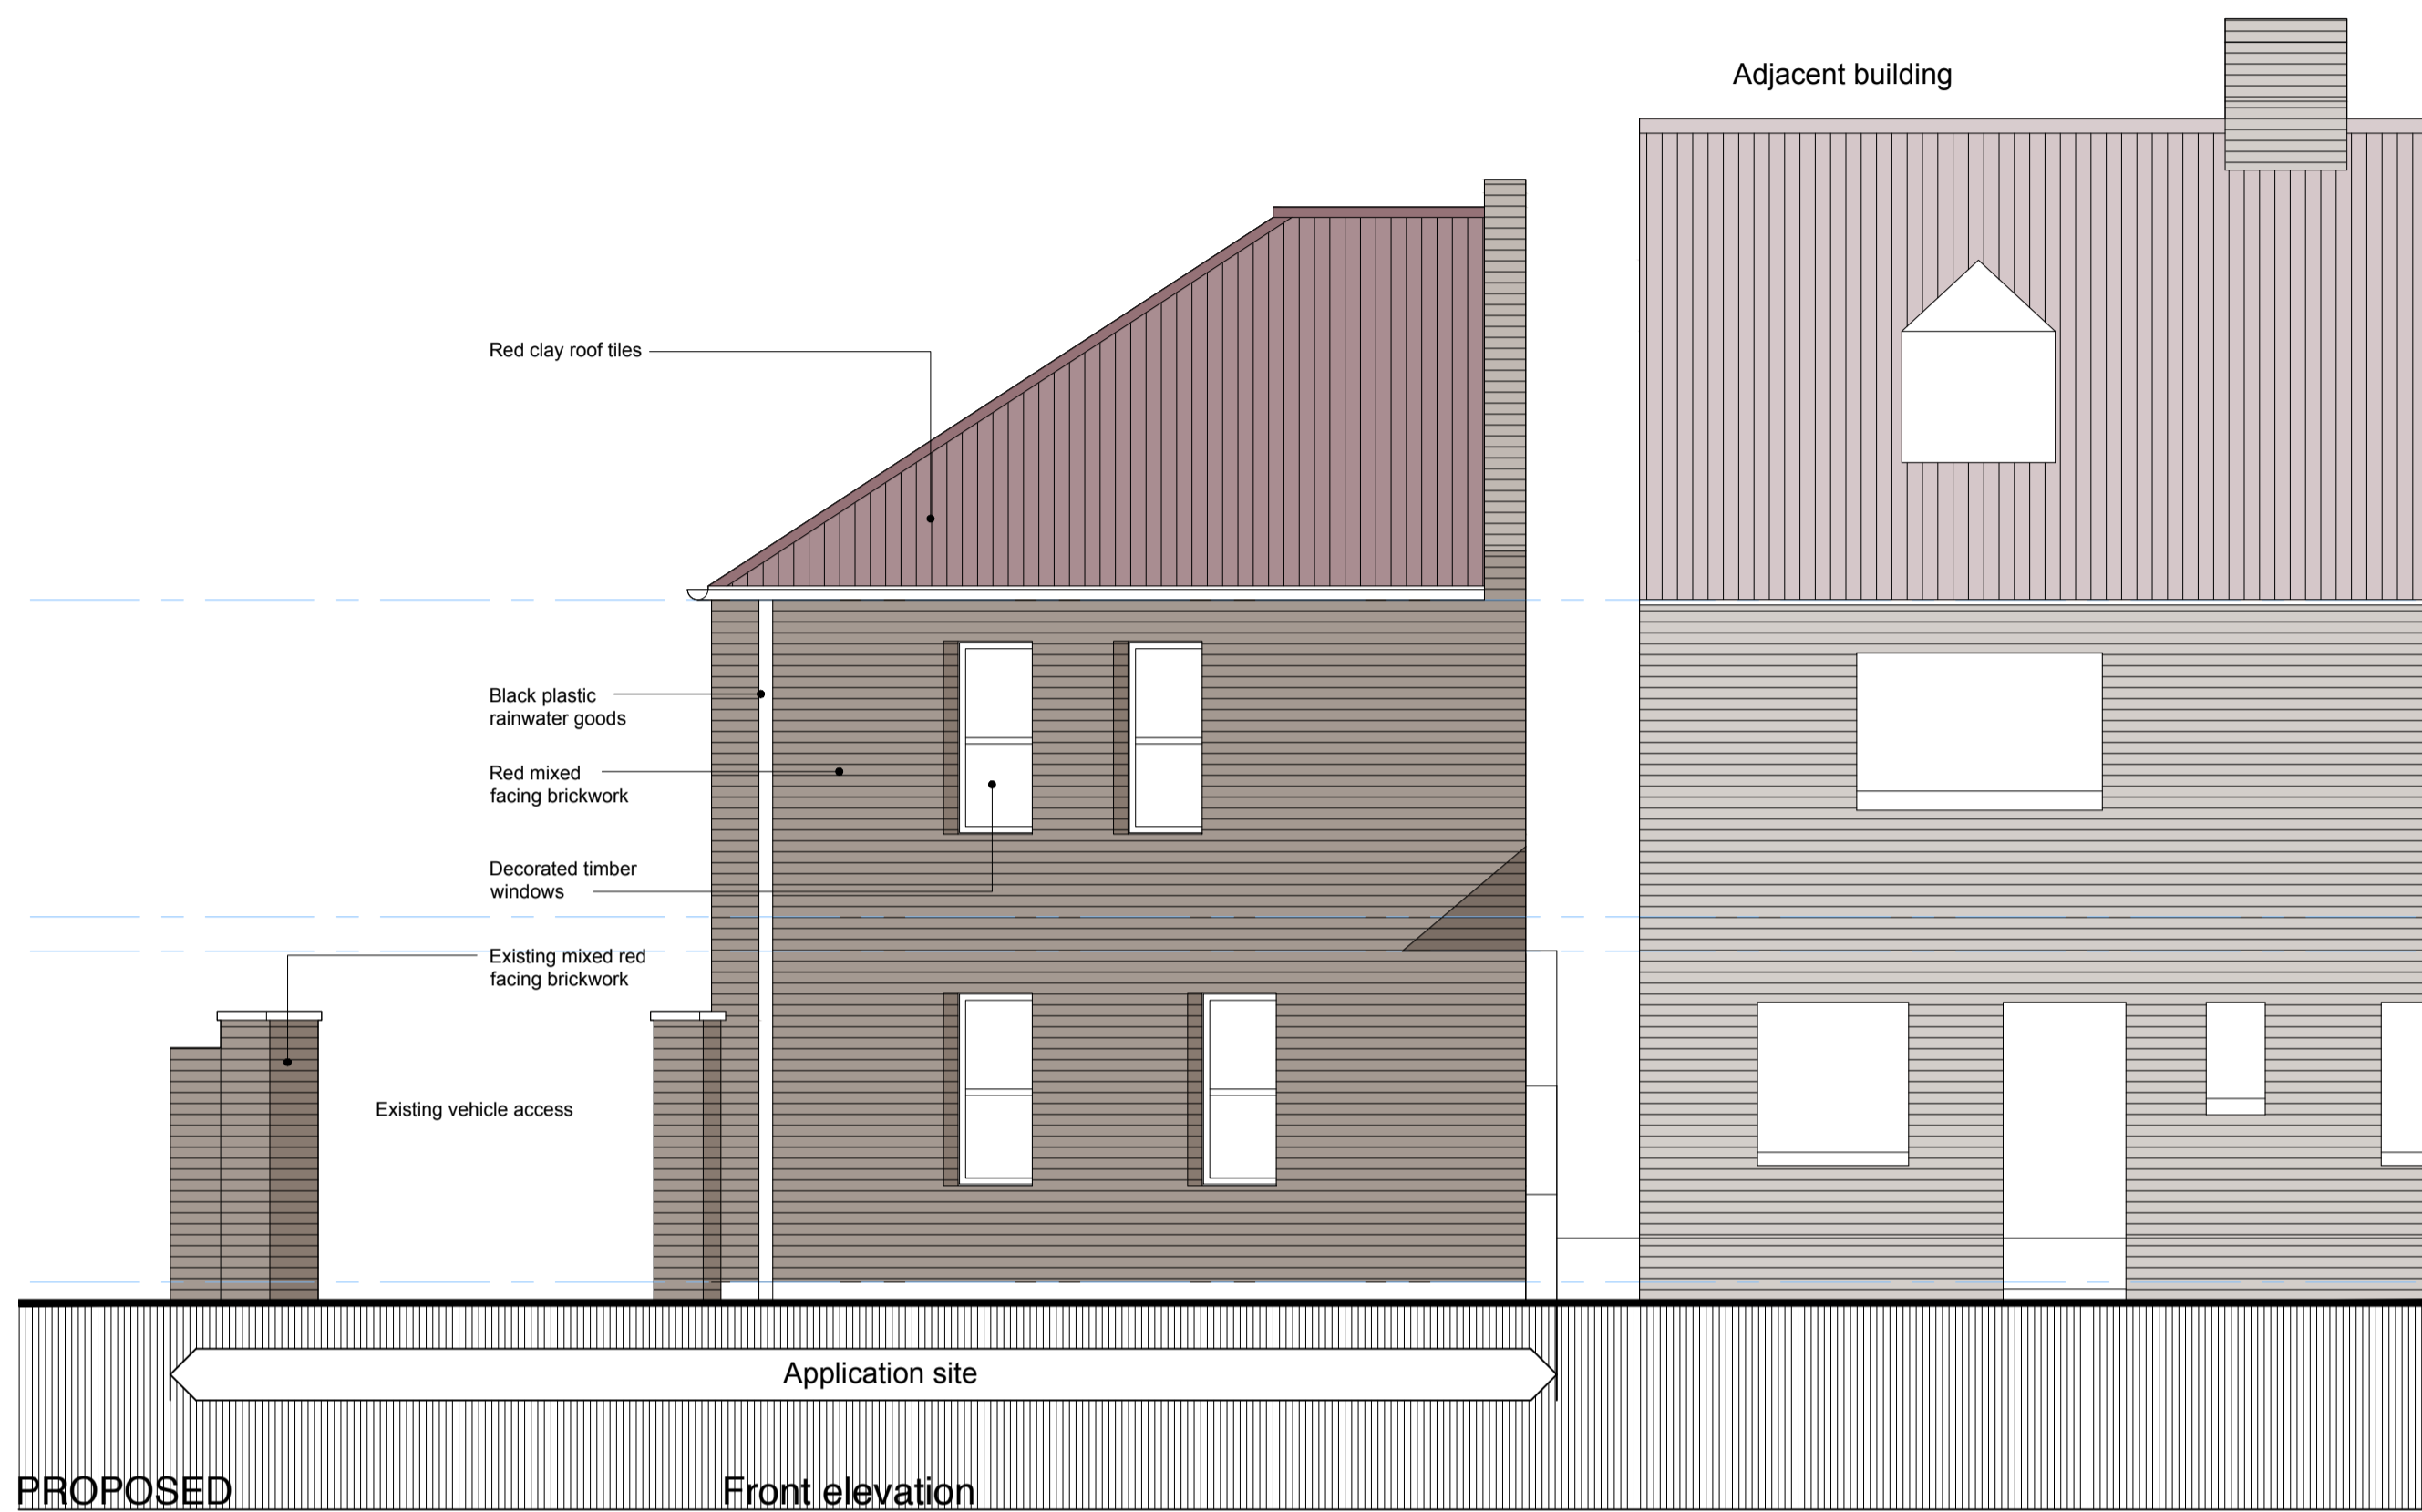 Adjacent building
Red clay roof tiles
Black plastic
rainwater goods
Red mixed
facing brickwork
Decorated timber
windows
Existing mixed red
facing brickwork
Existing vehicle access
Application site
PROPOSED
Front elevation